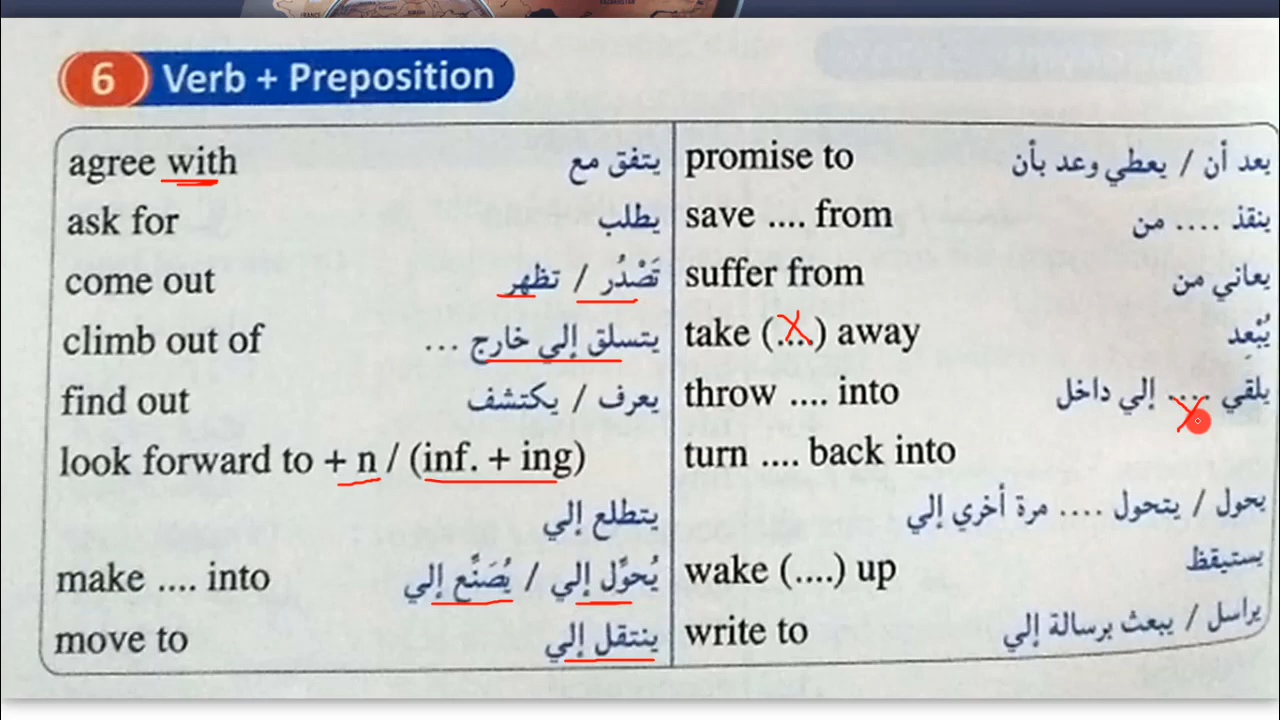 6 Verb + Preposition
agree with يتفق مع
ask for يطلب
come out تَصْدُر / تظهر
climb out of يتسلق إلي خارج ...
find out يعرف / يكتشف
look forward to + n / (inf. + ing)
يتطلع إلي
make .... into يُحوَّل إلي / يُصَنَّع إلي
move to ينتقل إلي
promise to يعد أن / يعطي وعد بأن
save .... from ينقذ .... من
suffer from يعاني من
take (....) away يُبْعِد
throw .... into يلقي .... إلي داخل
turn .... back into
يحول / يتحول .... مرة أخري إلي
wake (....) up يستيقظ
write to يراسل / يبعث برسالة إلي